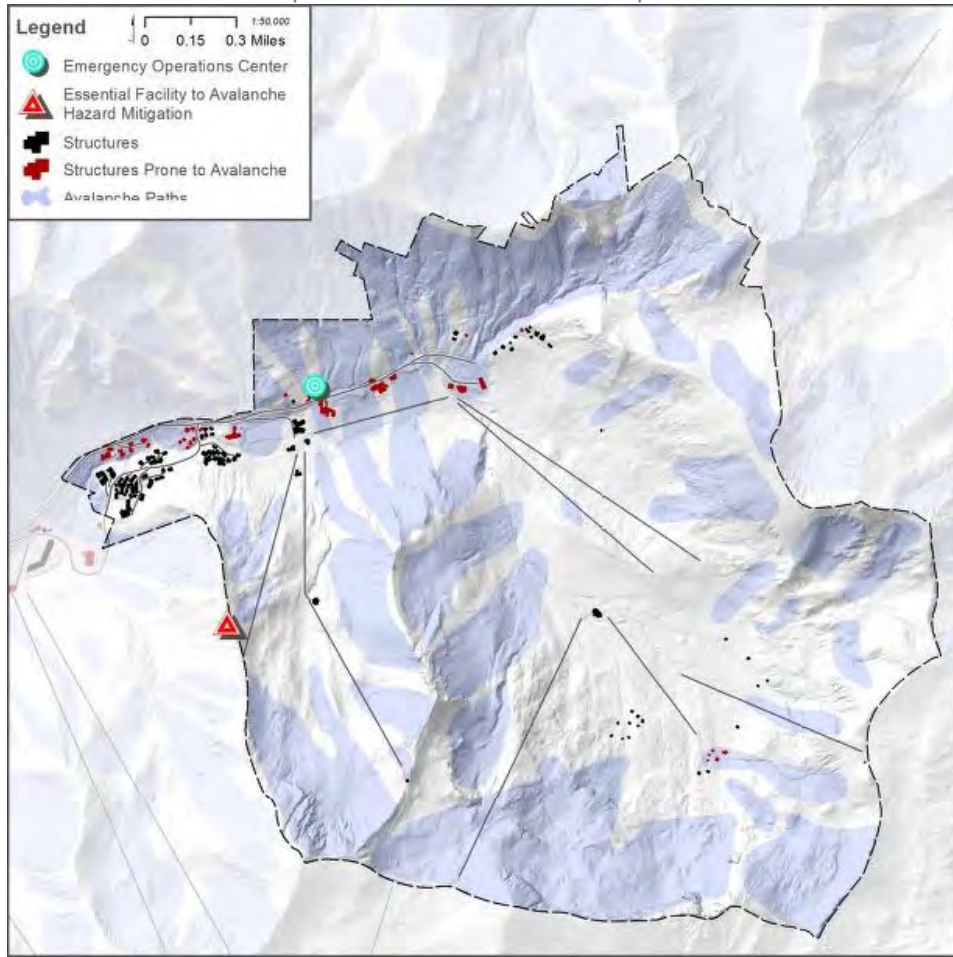 Legend
1:50,000
0 0.15 0.3 Miles
Emergency Operations Center
Essential Facility to Avalanche
Hazard Mitigation
Structures
Structures Prone to Avalanche
Avalanche Paths